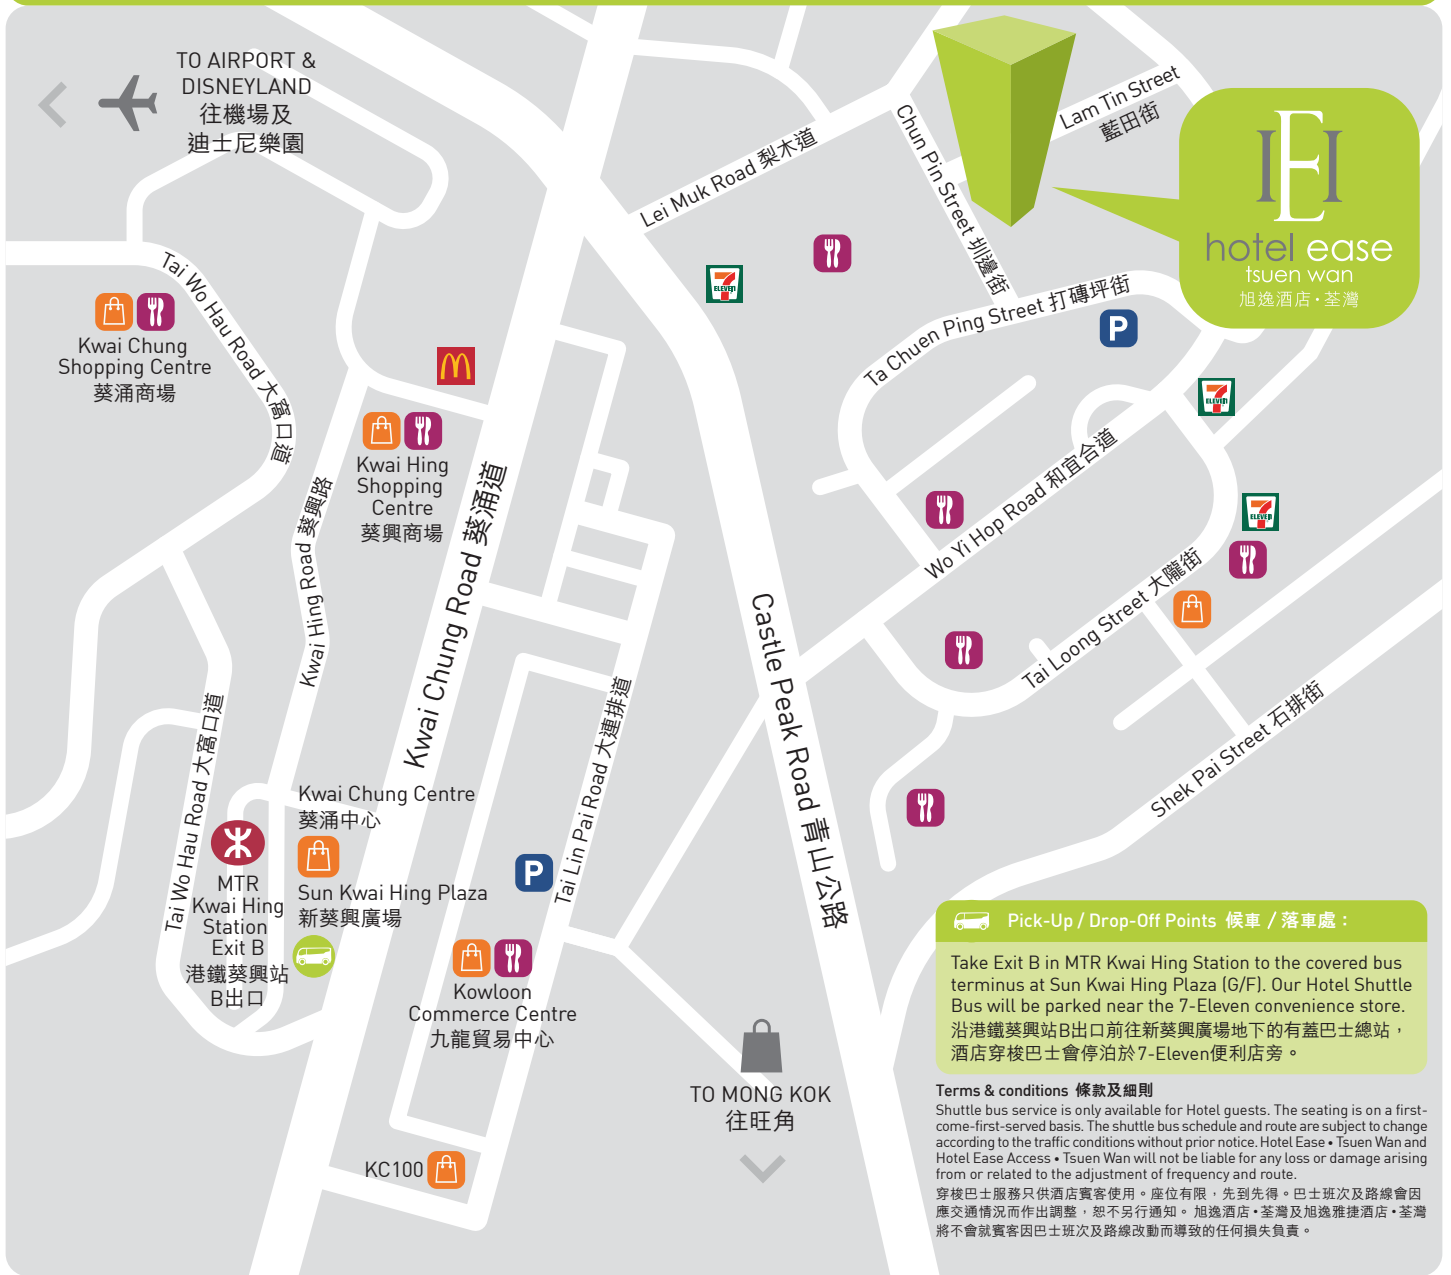 TO AIRPORT &
DISNEYLAND
往機場及
迪士尼樂園
Lam Tin Street
藍田街
Chun Pin Street 圳邊街
Lei Muk Road 梨木道
hotel ease
tsuen wan
旭逸酒店·荃灣
Tai Wo Hau Road 大窩口道
Kwai Chung
Shopping Centre
葵涌商場
ELEVEn
Ta Chuen Ping Street 打磚坪街
P
ELEVEn
Kwai Hing
Shopping
Centre
葵興商場
Kwai Hing Road 葵興路
Kwai Chung Road 葵涌道
Wo Yi Hop Road 和宜合道
ELEVEn
Tai Loong Street 大隴街
Castle Peak Road 青山公路
Shek Pai Street 石排街
Tai Wo Hau Road 大窩口道
Tai Lin Pai Road 大連排道
Kwai Chung Centre
葵涌中心
Sun Kwai Hing Plaza
新葵興廣場
MTR
Kwai Hing
Station
Exit B
港鐵葵興站
B出口
P
Kowloon
Commerce Centre
九龍貿易中心
TO MONG KOK
往旺角
KC100
Pick-Up / Drop-Off Points 候車 / 落車處：
Take Exit B in MTR Kwai Hing Station to the covered bus
terminus at Sun Kwai Hing Plaza (G/F). Our Hotel Shuttle
Bus will be parked near the 7-Eleven convenience store.
沿港鐵葵興站B出口前往新葵興廣場地下的有蓋巴士總站，
酒店穿梭巴士會停泊於7-Eleven便利店旁。
Terms & conditions 條款及細則
Shuttle bus service is only available for Hotel guests. The seating is on a first-
come-first-served basis. The shuttle bus schedule and route are subject to change
according to the traffic conditions without prior notice. Hotel Ease • Tsuen Wan and
Hotel Ease Access • Tsuen Wan will not be liable for any loss or damage arising
from or related to the adjustment of frequency and route.
穿梭巴士服務只供酒店賓客使用。座位有限，先到先得。巴士班次及路線會因
應交通情況而作出調整，恕不另行通知。旭逸酒店•荃灣及旭逸雅捷酒店•荃灣
將不會就賓客因巴士班次及路線改動而導致的任何損失負責。